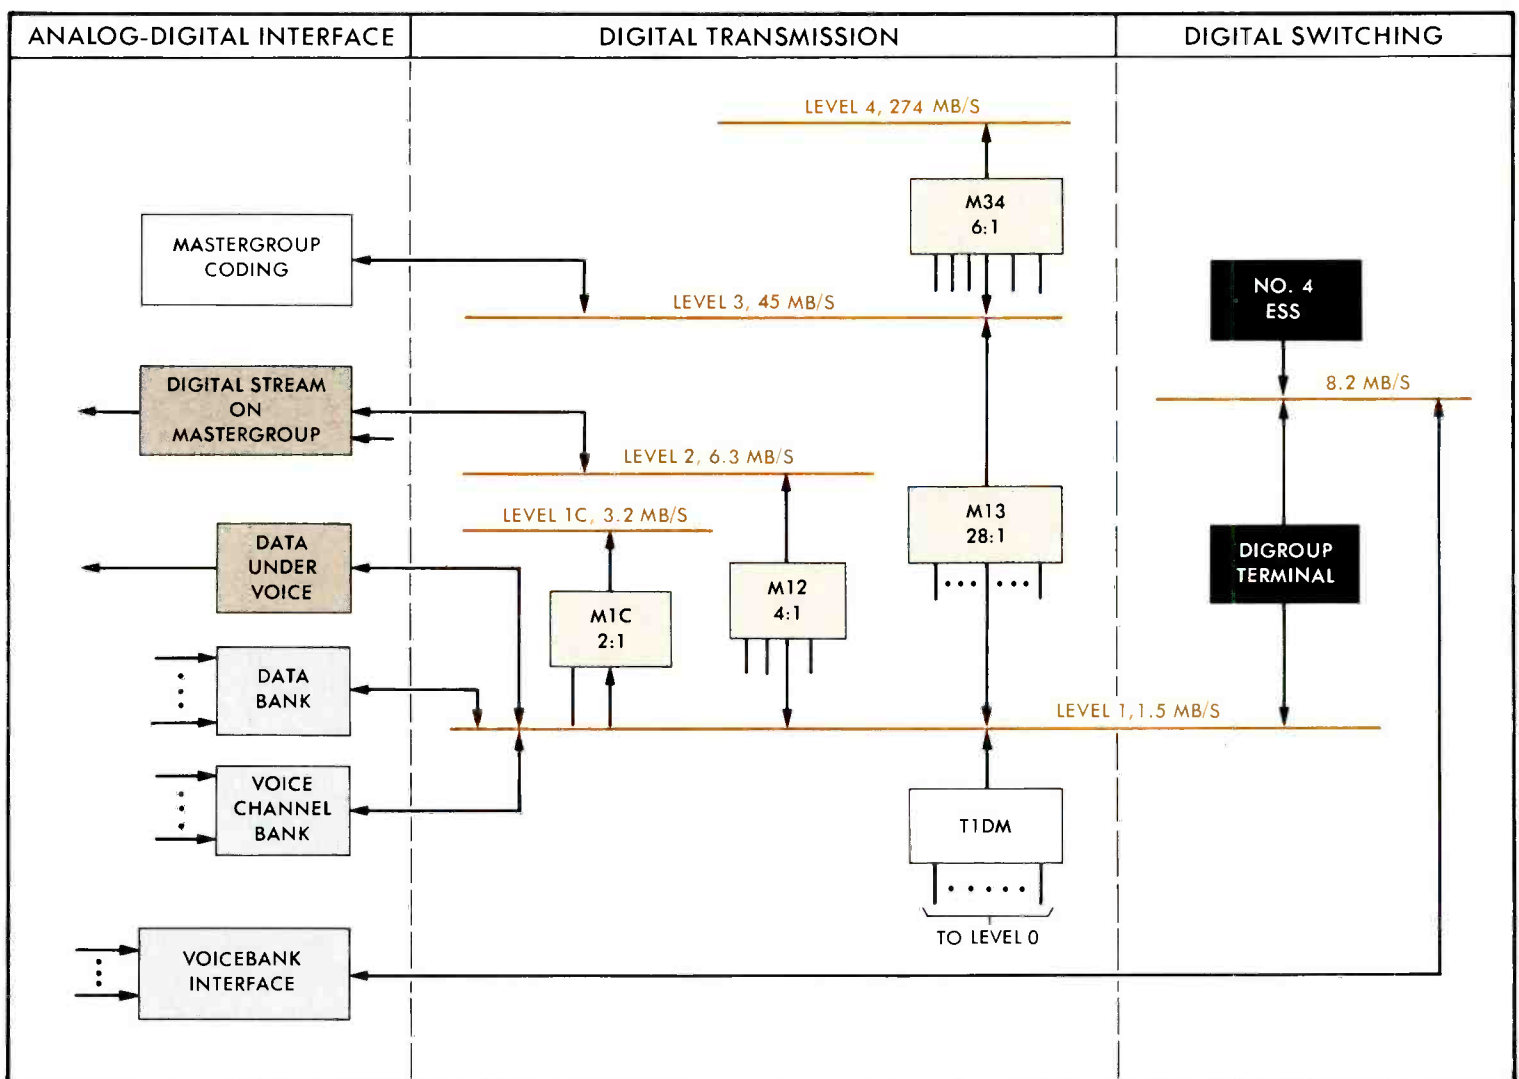 ANALOG-DIGITAL INTERFACE
DIGITAL TRANSMISSION
DIGITAL SWITCHING
LEVEL 4, 274 MB/S
M34
6:1
MASTERGROUP
CODING
LEVEL 3, 45 MB/S
NO. 4
ESS
8.2 MB/S
DIGITAL STREAM
ON
MASTERGROUP
LEVEL 2, 6.3 MB/S
LEVEL 1C, 3.2 MB/S
M13
28:1
DATA
UNDER
VOICE
DIGROUP
TERMINAL
M12
4:1
M1C
2:1
DATA
BANK
LEVEL 1, 1.5 MB/S
VOICE
CHANNEL
BANK
T1DM
TO LEVEL 0
VOICEBANK
INTERFACE